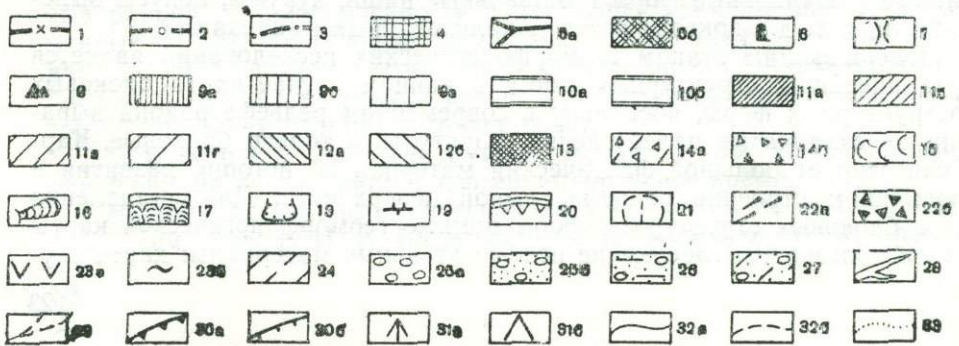 1 2 3 4 5а 5б 6 7
8 9а 9б 9в 10а 10б 11а 11б
11в 11г 12а 12б 13 14а 14б 15
16 17 18 19 20 21 22а 22б
23а 23б 24 25а 25б 26 27 28
29 30а 30б 31а 31б 32а 32б 33